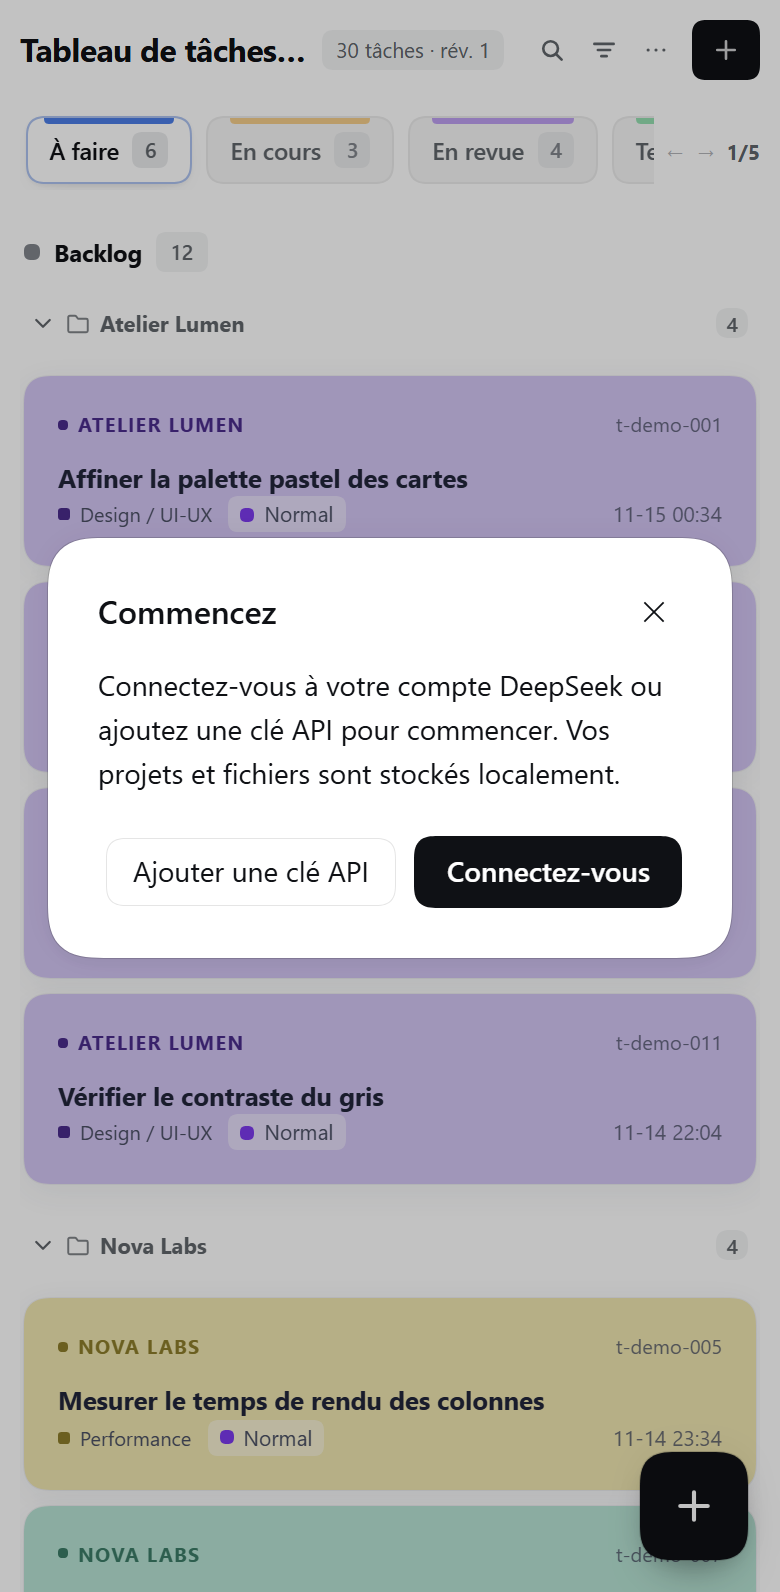 Tableau de tâches… 30 tâches · rév. 1
À faire 6 En cours 3 En revue 4 Te ← → 1/5
Backlog 12
Atelier Lumen 4
ATELIER LUMEN t-demo-001
Affiner la palette pastel des cartes
Design / UI-UX Normal 11-15 00:34
Commencez
Connectez-vous à votre compte DeepSeek ou
ajoutez une clé API pour commencer. Vos
projets et fichiers sont stockés localement.
Ajouter une clé API Connectez-vous
ATELIER LUMEN t-demo-011
Vérifier le contraste du gris
Design / UI-UX Normal 11-14 22:04
Nova Labs 4
NOVA LABS t-demo-005
Mesurer le temps de rendu des colonnes
Performance Normal 11-14 23:34
NOVA LABS